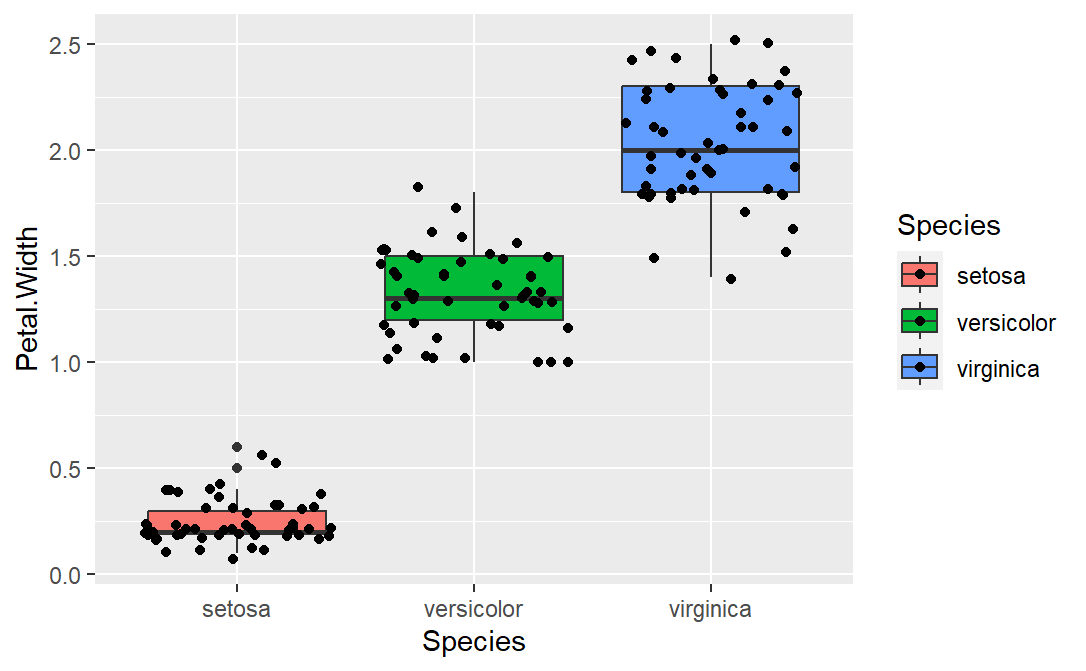 Petal.Width
2.5
2.0
1.5
1.0
0.5
0.0
setosa versicolor virginica
Species
Species
setosa
versicolor
virginica